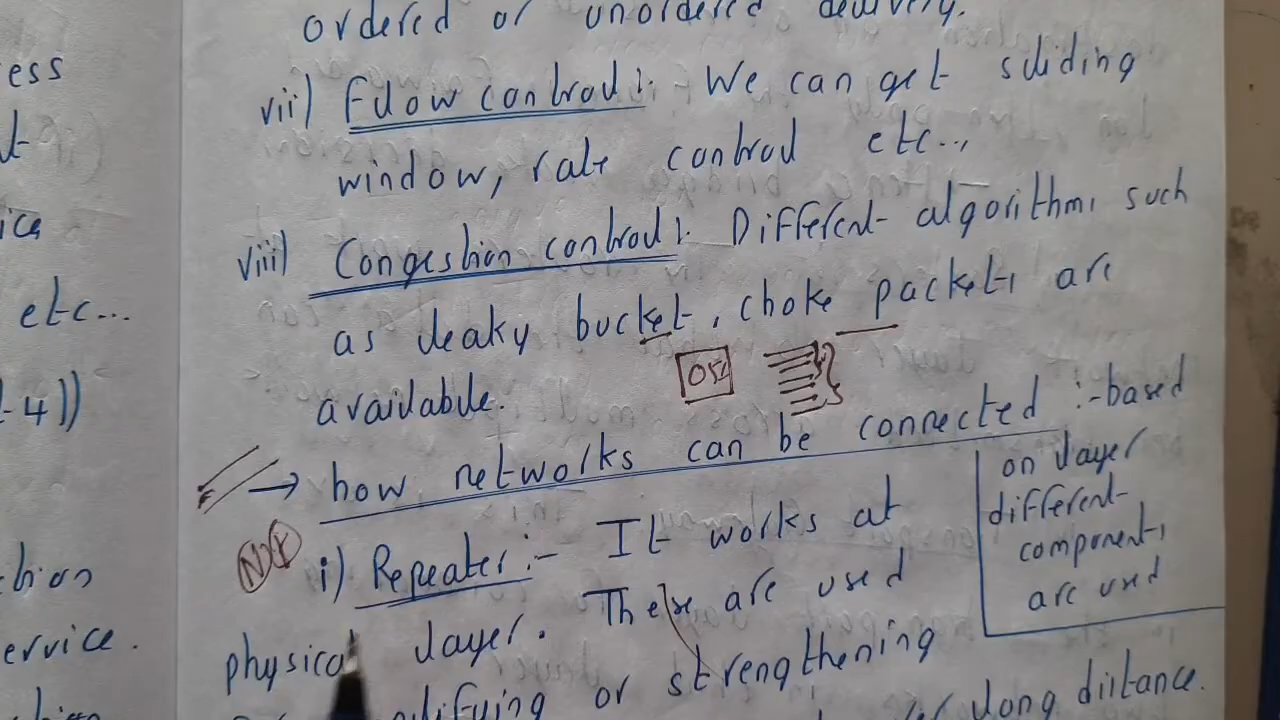 ess
t
ice
etc...
-4))
tion
ervice.
ordered or unordered delivery.
vii) Flow control :. We can get sliding
window, rate control etc..,
viii) Congestion control :. Different algorithms such
as leaky bucket, choke packets are
available.
OSI
→ how networks can be connected :- based
on layer
different
components
are used
i) Repeater :- It works at
physical layer. These are used
or strengthening
long distance.